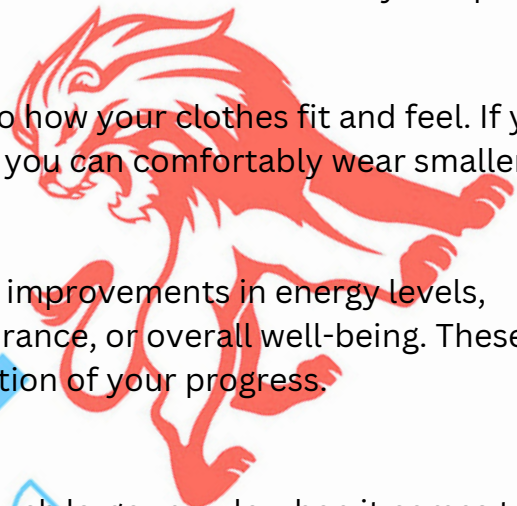 how your clothes fit and feel. If
you can comfortably wear smaller
improvements in energy levels,
rance, or overall well-being. These
tion of your progress.